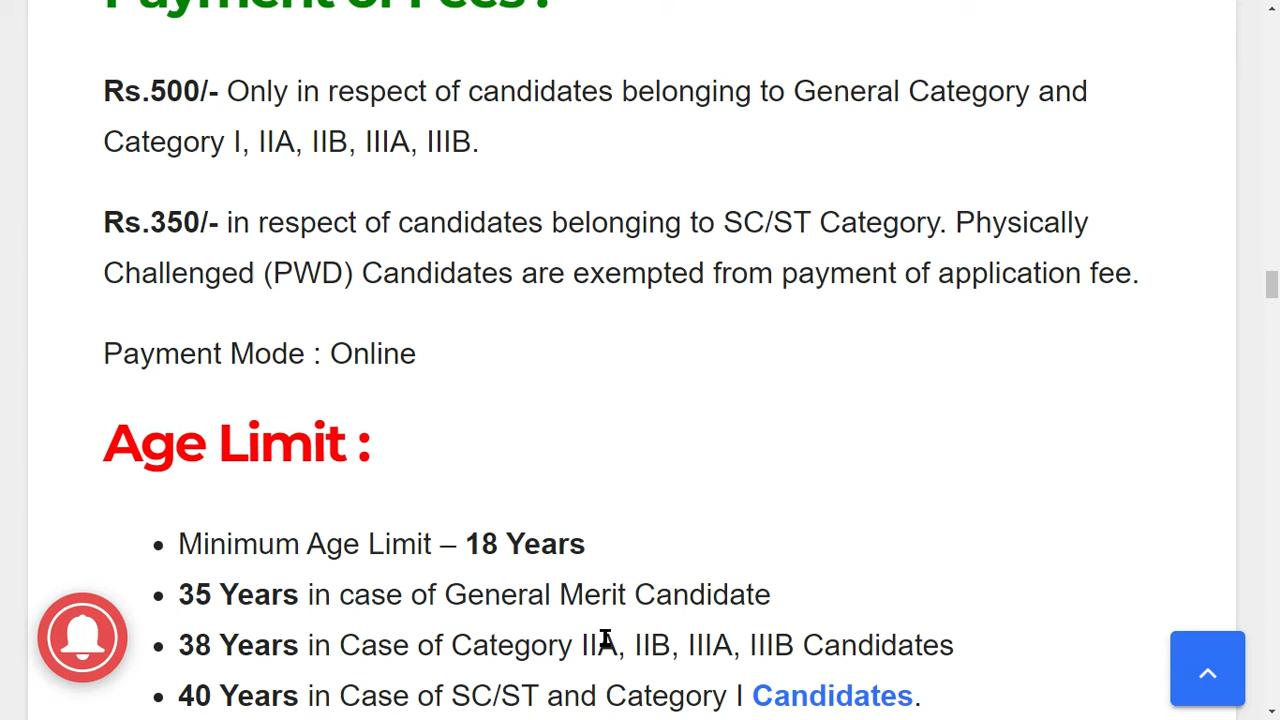 Payment of Fees :
Rs.500/- Only in respect of candidates belonging to General Category and
Category I, IIA, IIB, IIIA, IIIB.
Rs.350/- in respect of candidates belonging to SC/ST Category. Physically
Challenged (PWD) Candidates are exempted from payment of application fee.
Payment Mode : Online
Age Limit :
Minimum Age Limit – 18 Years
35 Years in case of General Merit Candidate
38 Years in Case of Category IIA, IIB, IIIA, IIIB Candidates
40 Years in Case of SC/ST and Category I Candidates.